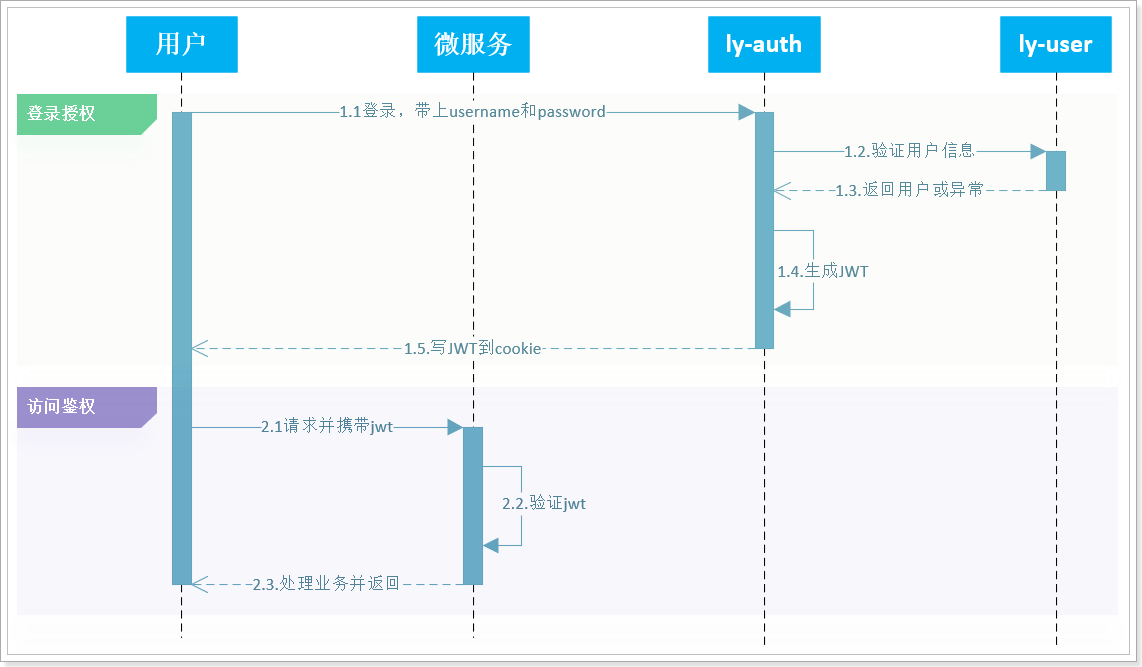 用户
微服务
ly-auth
ly-user
登录授权
1.1登录，带上username和password
1.2.验证用户信息
1.3.返回用户或异常
1.4.生成JWT
1.5.写JWT到cookie
访问鉴权
2.1请求并携带jwt
2.2.验证jwt
2.3.处理业务并返回